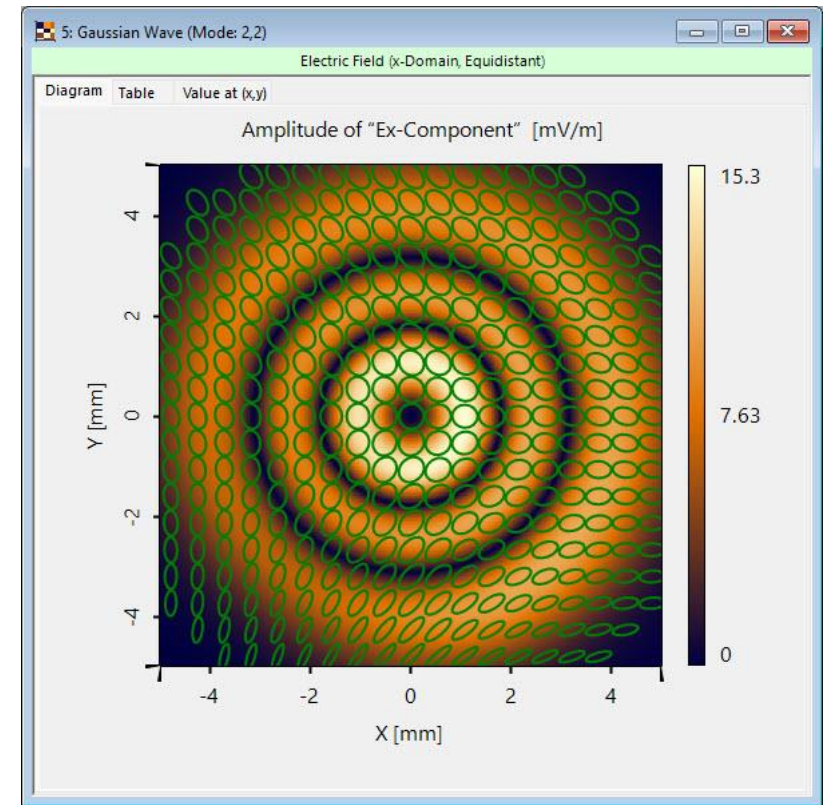 5: Gaussian Wave (Mode: 2,2)
Electric Field (x-Domain, Equidistant)
Diagram Table Value at (x,y)
Amplitude of “Ex-Component” [mV/m]
15.3
7.63
0
4
2
0
-2
-4
Y [mm]
-4 -2 0 2 4
X [mm]